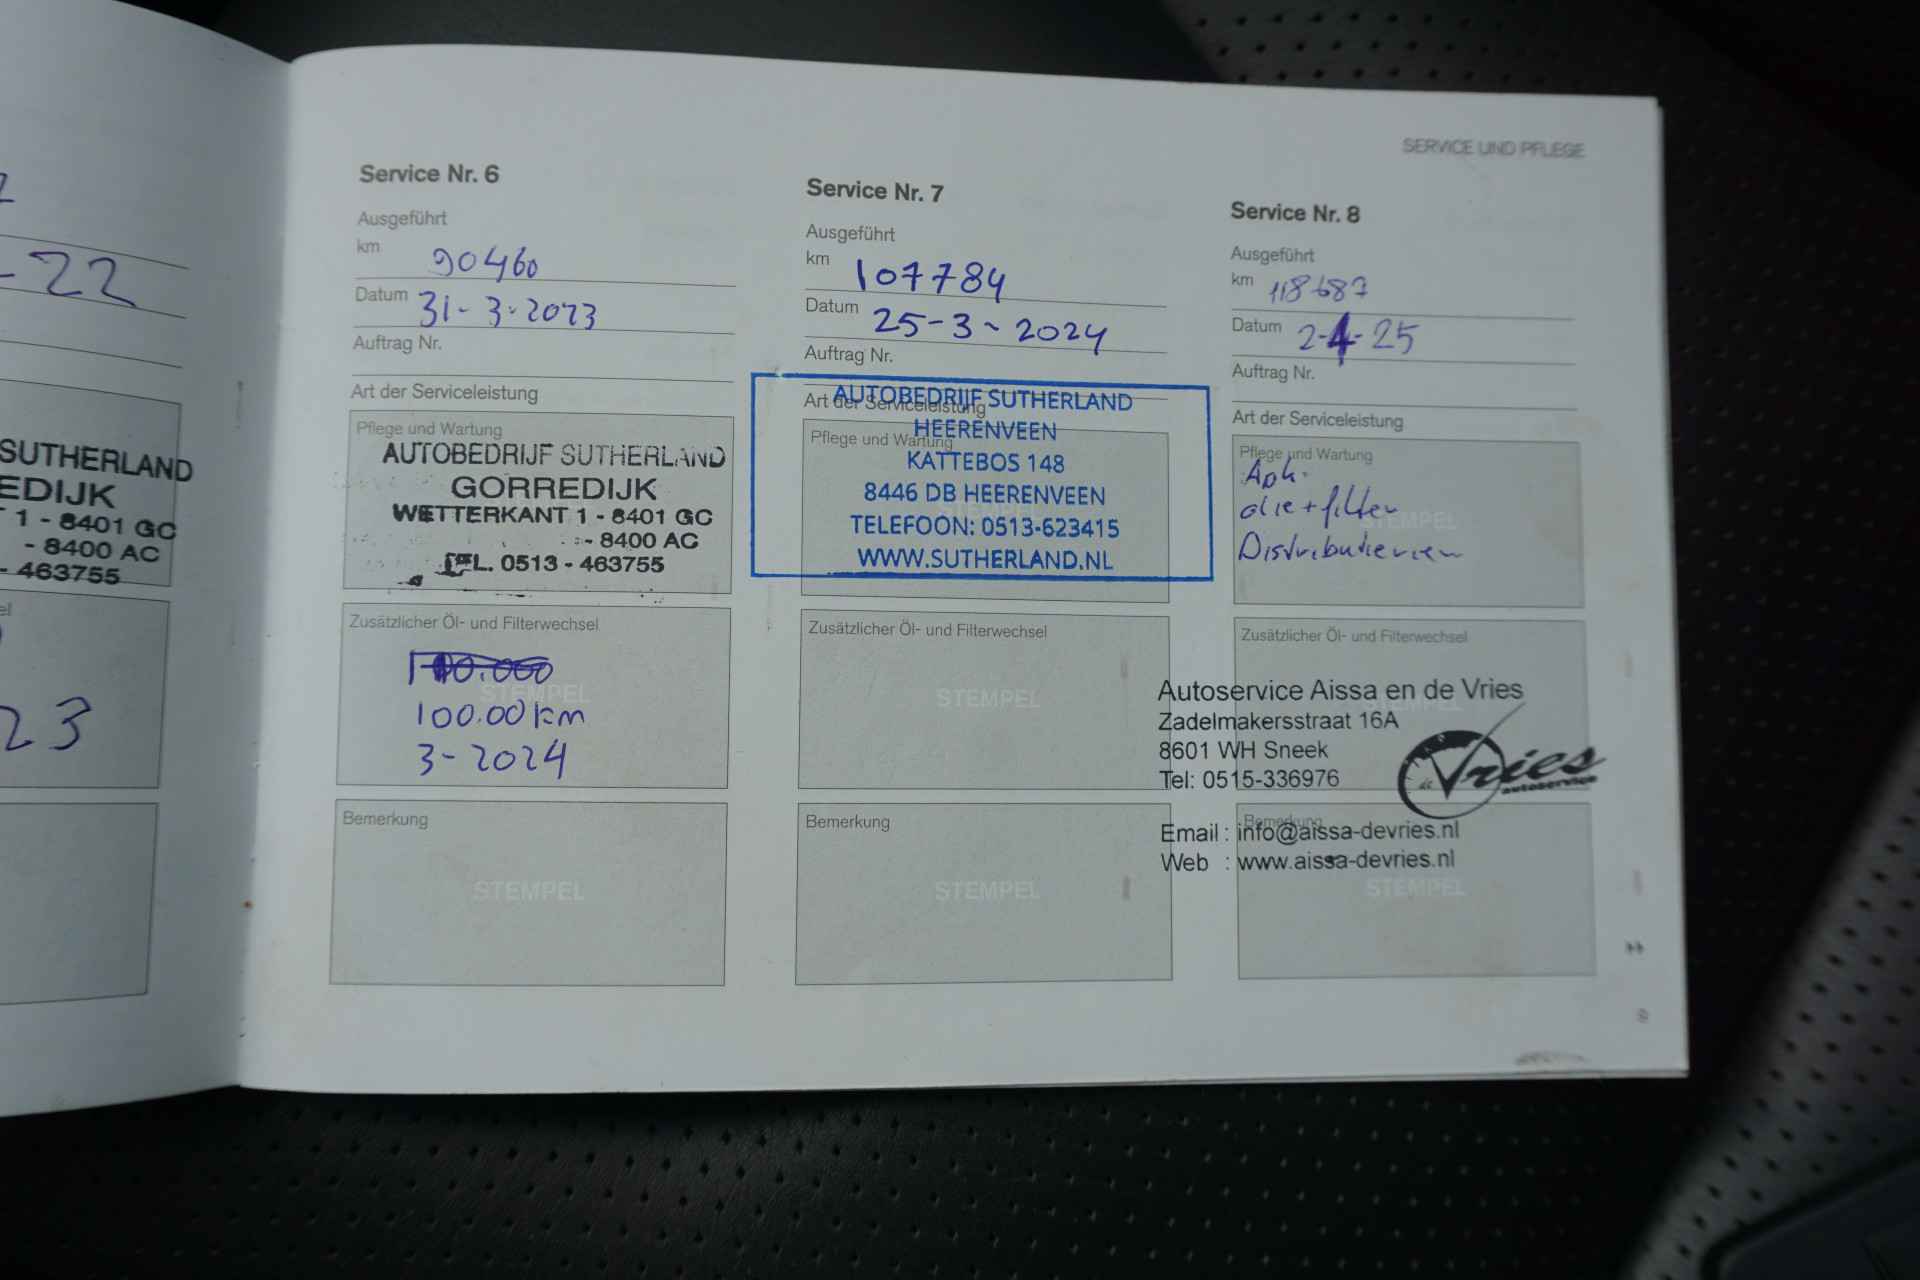 -22
SUTHERLAND
EDIJK
1 - 8401 GC
- 8400 AC
- 463755
23
SERVICE UND PFLEGE
Service Nr. 6
Ausgeführt
km 90460
Datum 31-3-2023
Auftrag Nr.
Art der Serviceleistung
Pflege und Wartung
AUTOBEDRIJF SUTHERLAND
GORREDIJK
WETTERKANT 1 - 8401 GC
- 8400 AC
TEL. 0513 - 463755
Zusätzlicher Öl- und Filterwechsel
STEMPEL
100.00 km
3-2024
Bemerkung
STEMPEL
Service Nr. 7
Ausgeführt
km 107784
Datum 25-3-2024
Auftrag Nr.
Art der Serviceleistung
Pflege und Wartung
AUTOBEDRIJF SUTHERLAND
HEERENVEEN
KATTEBOS 148
8446 DB HEERENVEEN
TELEFOON: 0513-623415
WWW.SUTHERLAND.NL
Zusätzlicher Öl- und Filterwechsel
STEMPEL
Bemerkung
STEMPEL
Service Nr. 8
Ausgeführt
km 118687
Datum 2-4-25
Auftrag Nr.
Art der Serviceleistung
Pflege und Wartung
Apk.
olie + filter
STEMPEL
Distributieriem
Zusätzlicher Öl- und Filterwechsel
STEMPEL
Autoservice Aissa en de Vries
Zadelmakersstraat 16A
8601 WH Sneek
Tel: 0515-336976
de Vries
autoservice
Bemerkung
Email : info@aissa-devries.nl
Web : www.aissa-devries.nl
STEMPEL